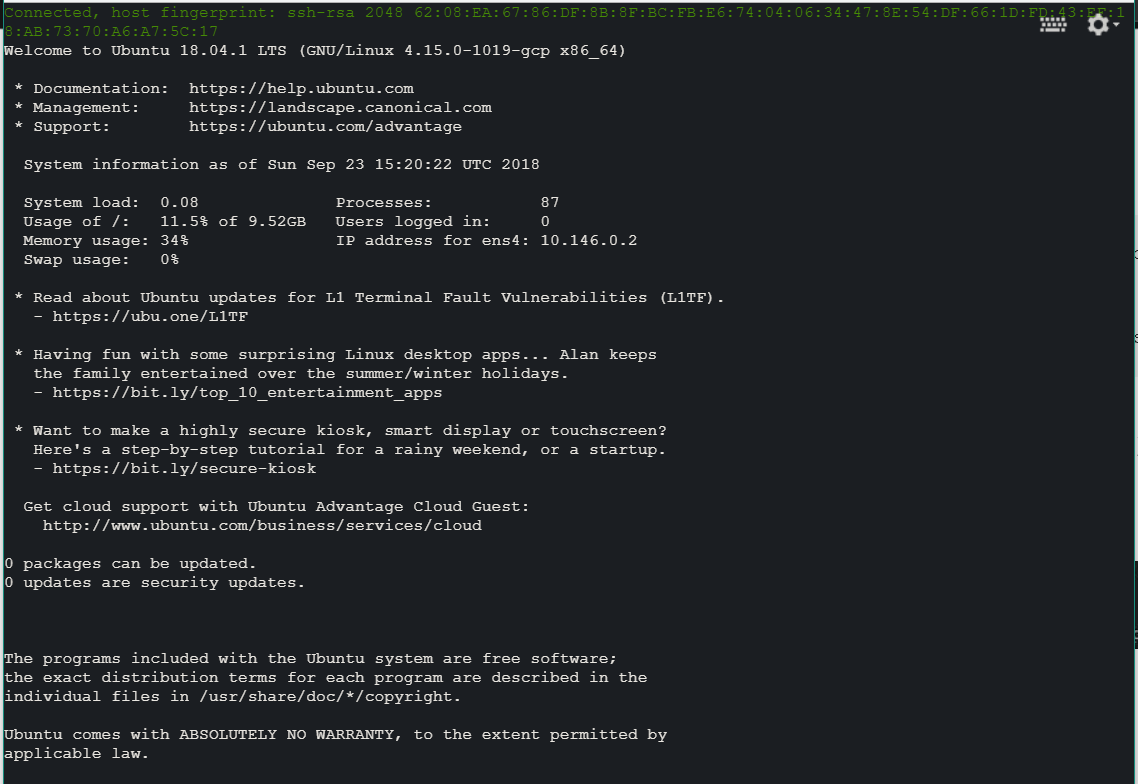 Connected, host fingerprint: ssh-rsa 2048 62:08:EA:67:86:DF:8B:8F:BC:FB:E6:74:04:06:34:47:8E:54:DF:66:1D:FD:43:EE:1
8:AB:73:70:A6:A7:5C:17
Welcome to Ubuntu 18.04.1 LTS (GNU/Linux 4.15.0-1019-gcp x86_64)
* Documentation:  https://help.ubuntu.com
* Management:     https://landscape.canonical.com
* Support:        https://ubuntu.com/advantage
System information as of Sun Sep 23 15:20:22 UTC 2018
System load:  0.08              Processes:           87
Usage of /:   11.5% of 9.52GB   Users logged in:     0
Memory usage: 34%               IP address for ens4: 10.146.0.2
Swap usage:   0%
* Read about Ubuntu updates for L1 Terminal Fault Vulnerabilities (L1TF).
- https://ubu.one/L1TF
* Having fun with some surprising Linux desktop apps... Alan keeps
the family entertained over the summer/winter holidays.
- https://bit.ly/top_10_entertainment_apps
* Want to make a highly secure kiosk, smart display or touchscreen?
Here's a step-by-step tutorial for a rainy weekend, or a startup.
- https://bit.ly/secure-kiosk
Get cloud support with Ubuntu Advantage Cloud Guest:
http://www.ubuntu.com/business/services/cloud
0 packages can be updated.
0 updates are security updates.
The programs included with the Ubuntu system are free software;
the exact distribution terms for each program are described in the
individual files in /usr/share/doc/*/copyright.
Ubuntu comes with ABSOLUTELY NO WARRANTY, to the extent permitted by
applicable law.